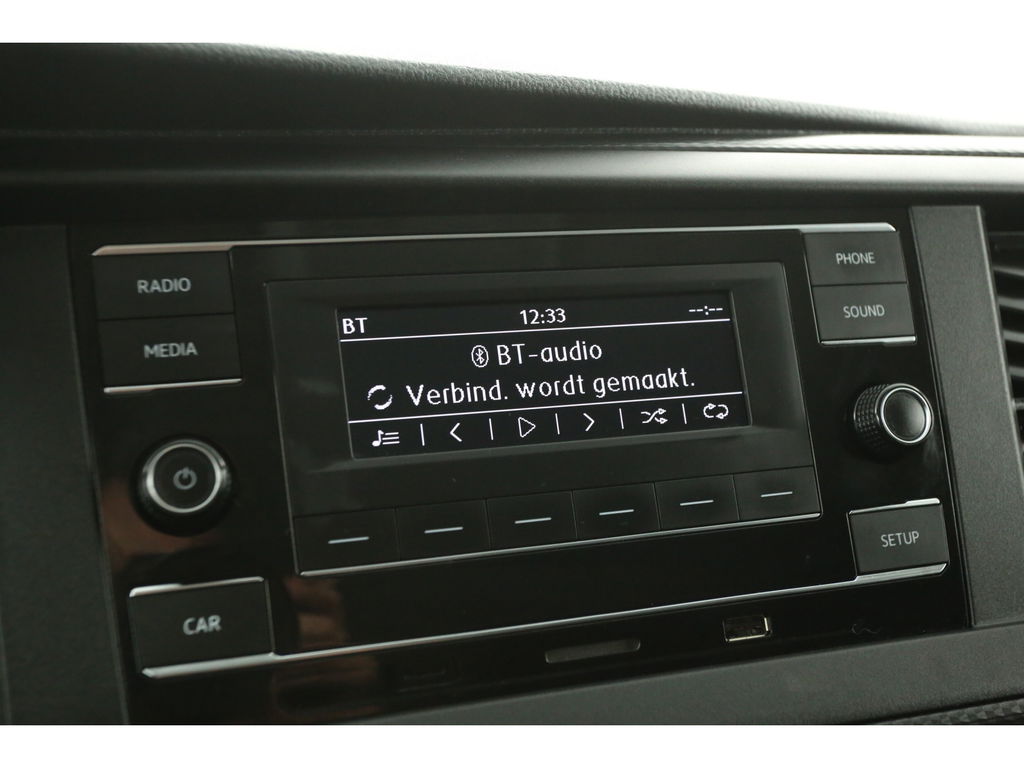 RADIO
MEDIA
BT 12:33 --:--
BT-audio
Verbind. wordt gemaakt.
PHONE
SOUND
SETUP
CAR